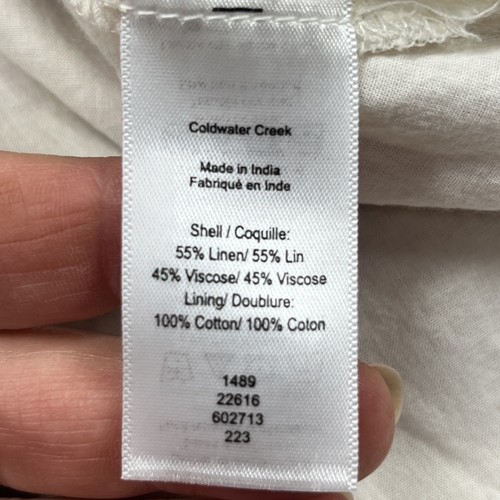 Coldwater Creek
Made in India
Fabriqué en Inde
Shell / Coquille:
55% Linen/ 55% Lin
45% Viscose/ 45% Viscose
Lining/ Doublure:
100% Cotton/ 100% Coton
1489
22616
602713
223